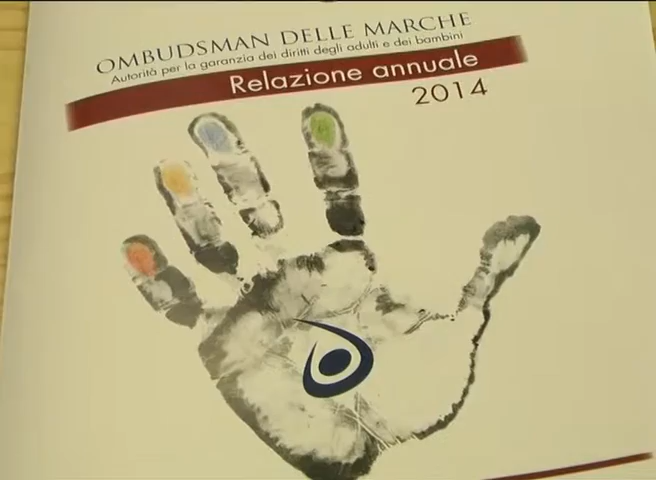 OMBUDSMAN DELLE MARCHE
Autorità per la garanzia dei diritti degli adulti e dei bambini
Relazione annuale
2014